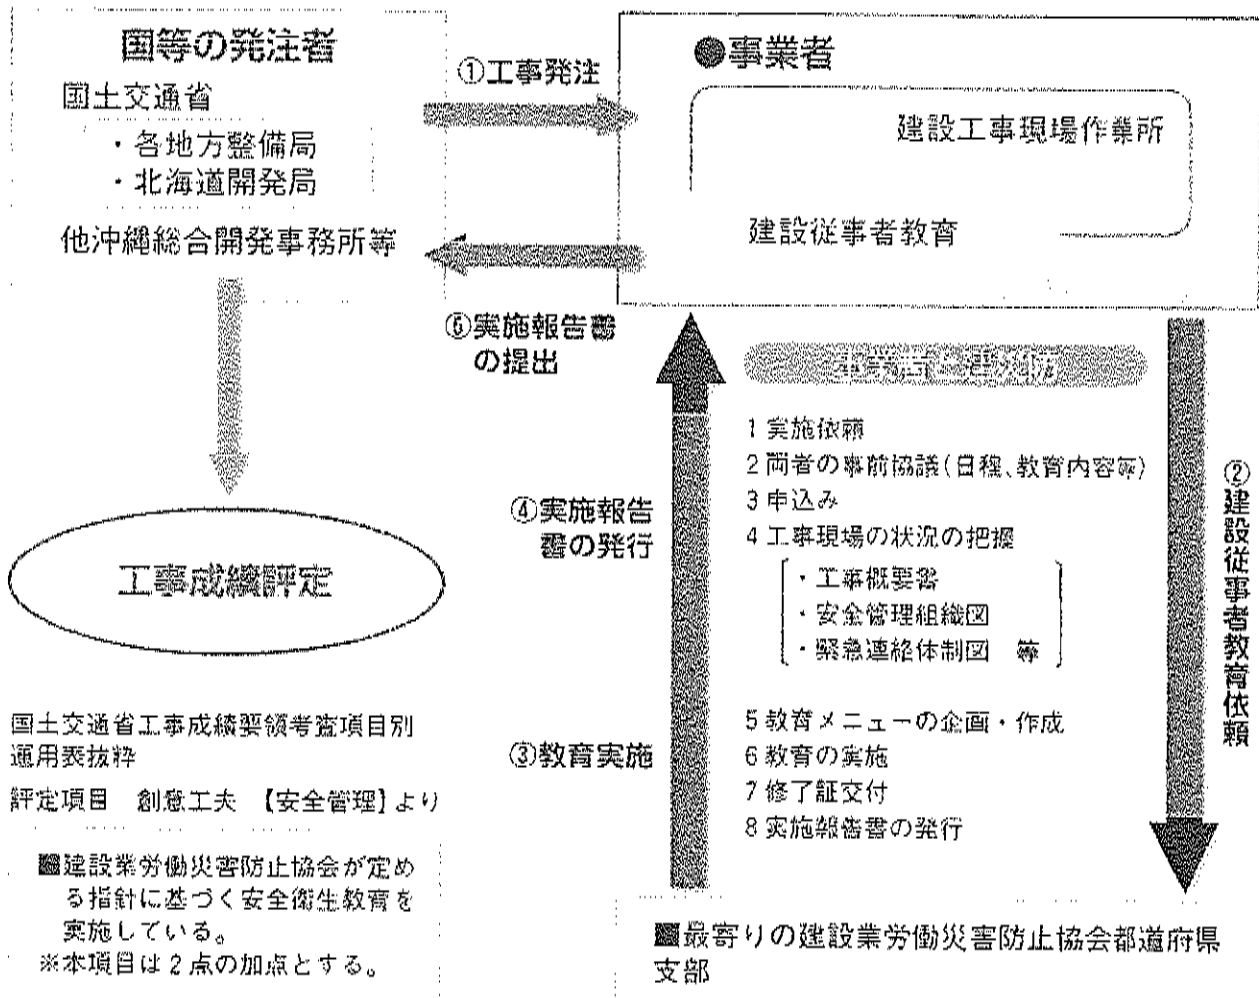 国等の発注者
国土交通省
・各地方整備局
・北海道開発局
他沖縄総合開発事務所等
①工事発注
●事業者
建設工事現場作業所
建設従事者教育
⑤実施報告書
の提出
事業者と建災防
1 実施依頼
2 両者の事前協議(日程、教育内容等)
3 申込み
4 工事現場の状況の把握
・工事概要書
・安全管理組織図
・緊急連絡体制図 等
5 教育メニューの企画・作成
6 教育の実施
7 修了証交付
8 実施報告書の発行
④実施報告
書の発行
③教育実施
②建設従事者教育依頼
工事成績評定
国土交通省工事成績要領考査項目別
運用表抜粋
評定項目 創意工夫 【安全管理】より
■建設業労働災害防止協会が定め
る指針に基づく安全衛生教育を
実施している。
※本項目は2点の加点とする。
■最寄りの建設業労働災害防止協会都道府県
支部